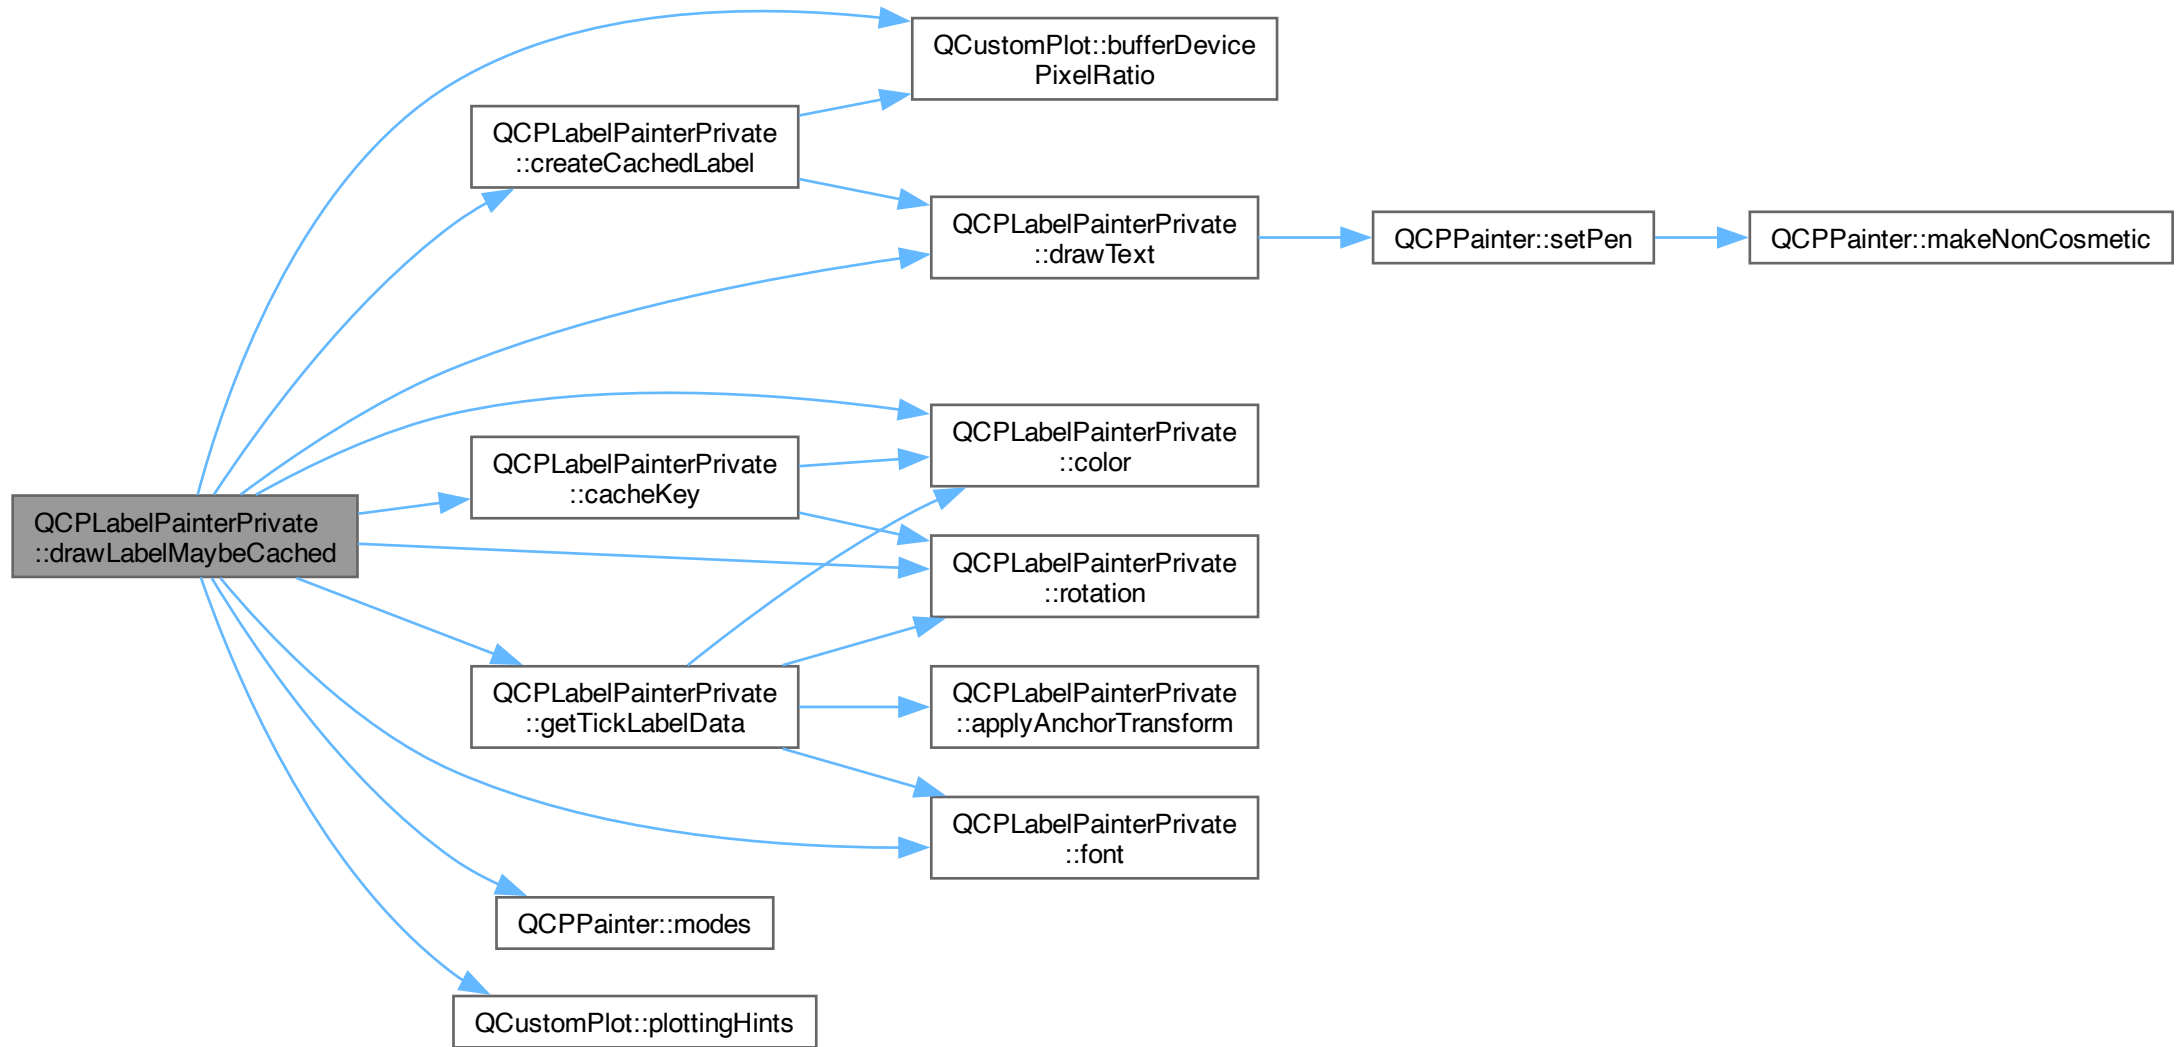 QCustomPlot::bufferDevice
PixelRatio
QCPLabelPainterPrivate
::createCachedLabel
QCPLabelPainterPrivate
::drawText
QCPPainter::setPen
QCPPainter::makeNonCosmetic
QCPLabelPainterPrivate
::color
QCPLabelPainterPrivate
::cacheKey
QCPLabelPainterPrivate
::drawLabelMaybeCached
QCPLabelPainterPrivate
::rotation
QCPLabelPainterPrivate
::getTickLabelData
QCPLabelPainterPrivate
::applyAnchorTransform
QCPLabelPainterPrivate
::font
QCPPainter::modes
QCustomPlot::plottingHints